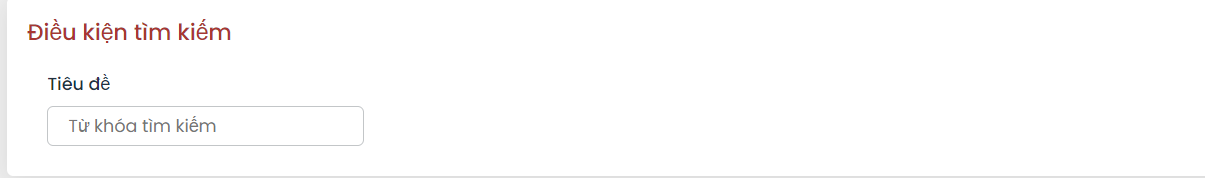 Điều kiện tìm kiếm
Tiêu đề
Từ khóa tìm kiếm